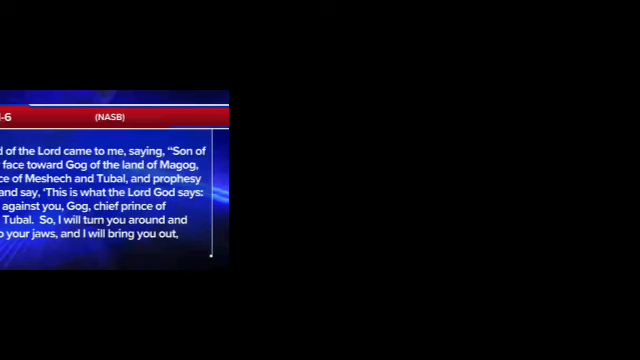 -6 (NASB)
of the Lord came to me, saying, “Son of
face toward Gog of the land of Magog,
of Meshech and Tubal, and prophesy
and say, ‘This is what the Lord God says:
against you, Gog, chief prince of
Tubal. So, I will turn you around and
your jaws, and I will bring you out,